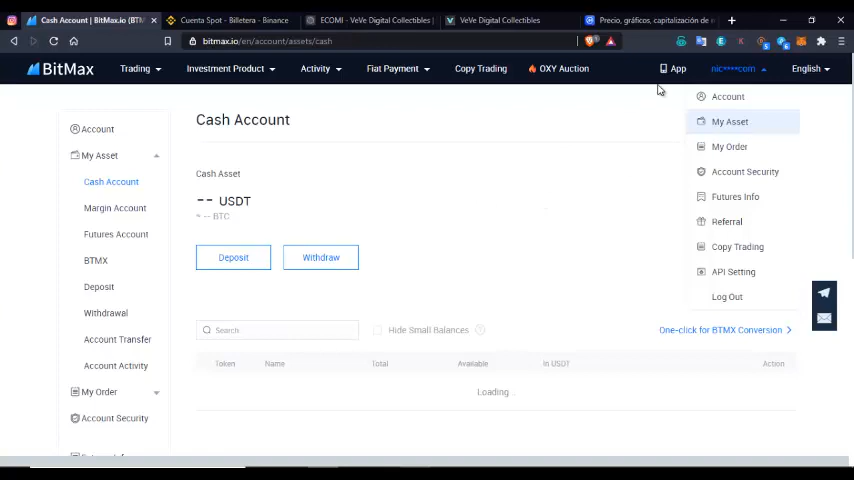 Cash Account | BitMax.io (BTM
Cuenta Spot - Billetera - Binance
ECOMI - VeVe Digital Collectibles |
VeVe Digital Collectibles
Precio, gráficos, capitalización de
bitmax.io/en/account/assets/cash
BitMax
Trading
Investment Product
Activity
Fiat Payment
Copy Trading
OXY Auction
App
nic****com
English
Account
My Asset
My Order
Account Security
Futures Info
Referral
Copy Trading
API Setting
Log Out
Account
My Asset
Cash Account
Margin Account
Futures Account
BTMX
Deposit
Withdrawal
Account Transfer
Account Activity
My Order
Account Security
Cash Account
Cash Asset
-- USDT
≈ -- BTC
Deposit
Withdraw
Search
Hide Small Balances
One-click for BTMX Conversion
Token Name Total Available In USDT Action
Loading